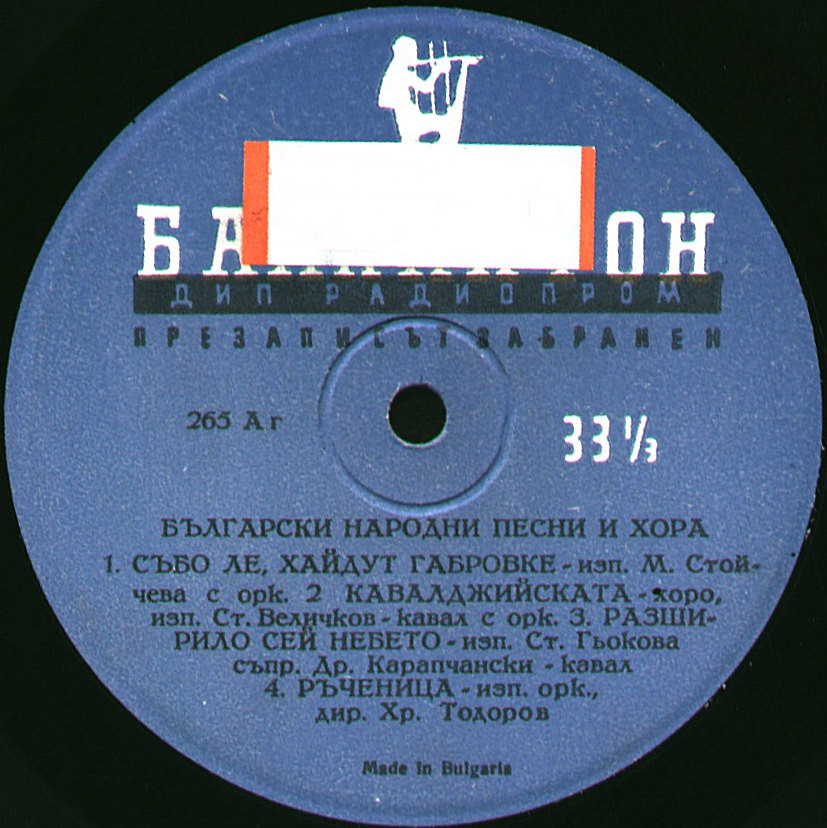 ДИП РАДИОПРОМ
ПРЕЗАПИСЪТ ЗАБРАНЕН
265 А г
33 1/3
БЪЛГАРСКИ НАРОДНИ ПЕСНИ И ХОРА
1. СЪБО ЛЕ, ХАЙДУТ ГАБРОВКЕ - изп. М. Стой-
чева с орк. 2 КАВАЛДЖИЙСКАТА - хоро,
изп. Ст. Величков - кавал с орк. 3. РАЗШИ-
РИЛО СЕЙ НЕБЕТО - изп. Ст. Гьокова
съпр. Др. Карапчански - кавал
4. РЪЧЕНИЦА - изп. орк.,
дир. Хр. Тодоров
Made in Bulgaria